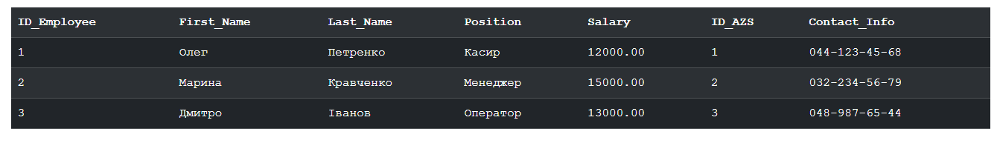 ID_Employee First_Name Last_Name Position Salary ID_AZS Contact_Info
1 Олег Петренко Касир 12000.00 1 044-123-45-68
2 Марина Кравченко Менеджер 15000.00 2 032-234-56-79
3 Дмитро Іванов Оператор 13000.00 3 048-987-65-44